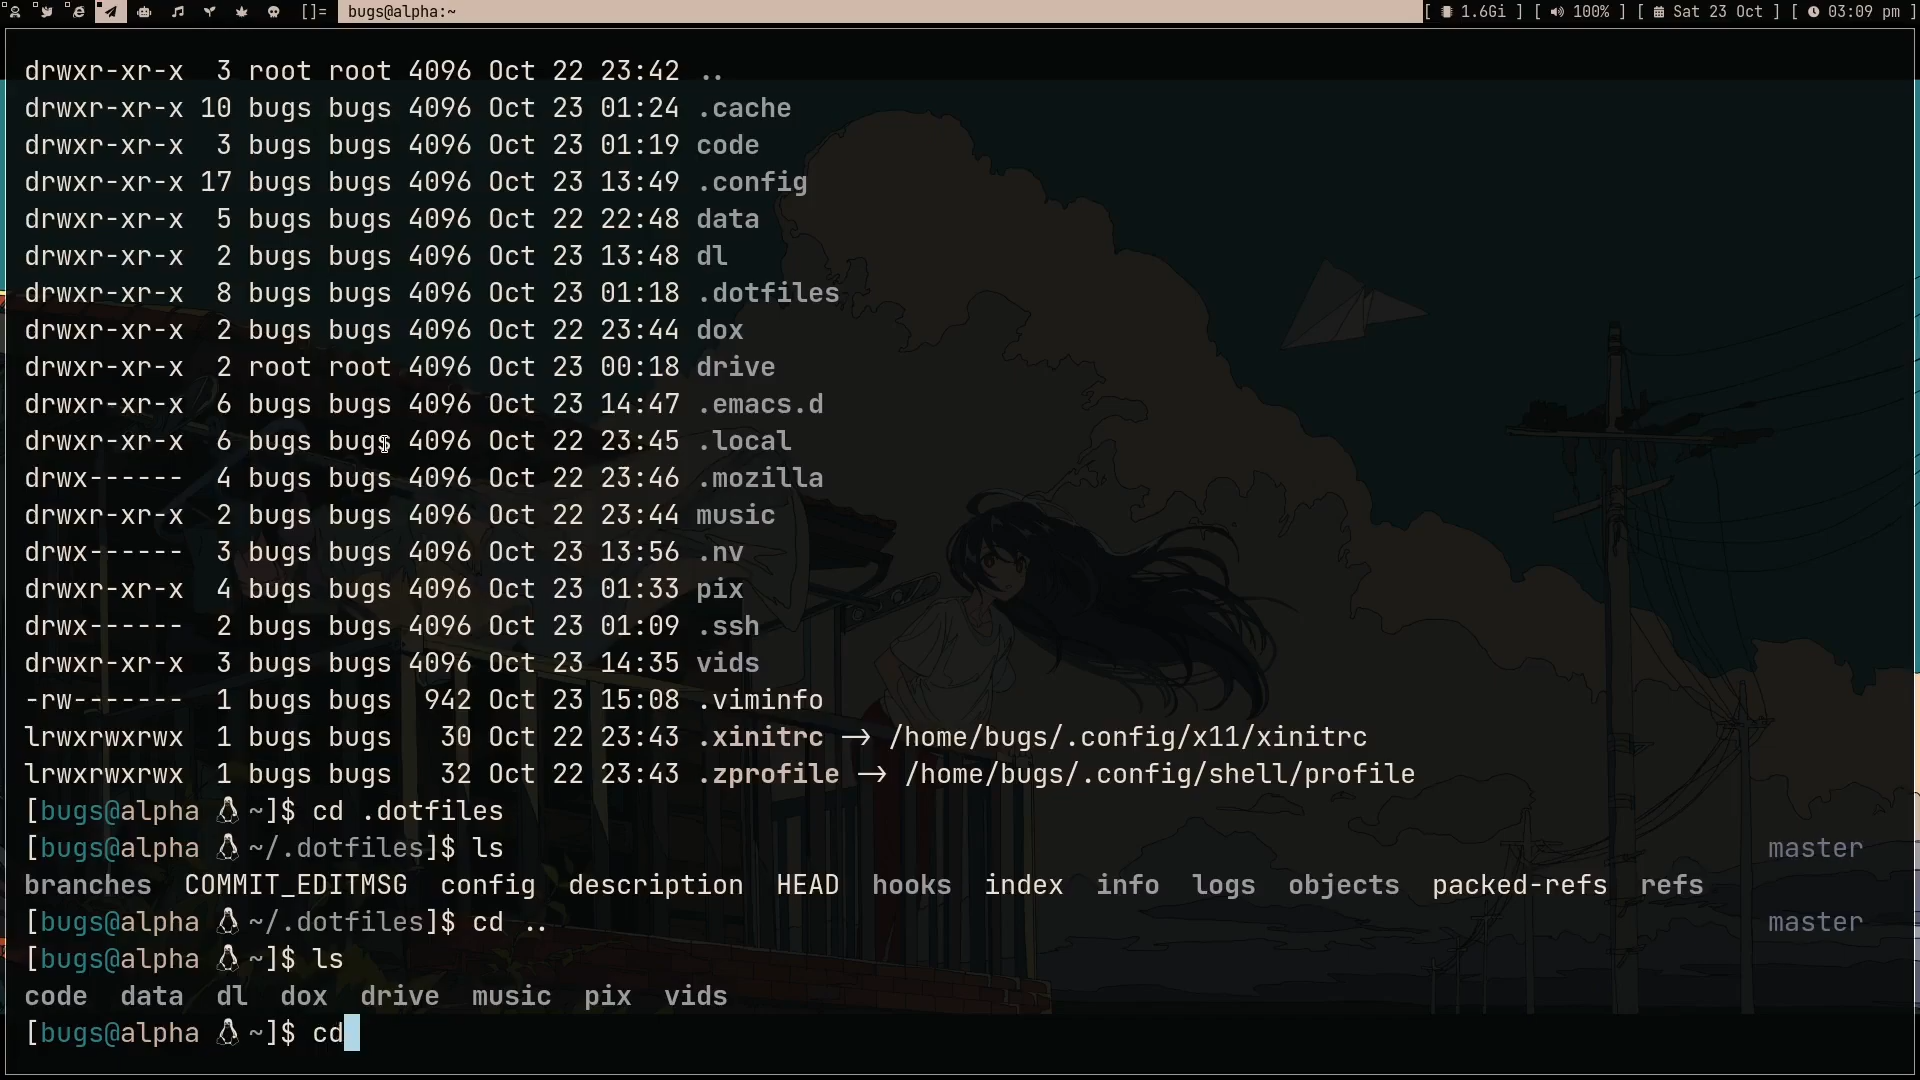 []= bugs@alpha:~ [ 1.6Gi ] [ 100% ] [ Sat 23 Oct ] [ 03:09 pm ]
drwxr-xr-x  3 root root 4096 Oct 22 23:42 ..
drwxr-xr-x 10 bugs bugs 4096 Oct 23 01:24 .cache
drwxr-xr-x  3 bugs bugs 4096 Oct 23 01:19 code
drwxr-xr-x 17 bugs bugs 4096 Oct 23 13:49 .config
drwxr-xr-x  5 bugs bugs 4096 Oct 22 22:48 data
drwxr-xr-x  2 bugs bugs 4096 Oct 23 13:48 dl
drwxr-xr-x  8 bugs bugs 4096 Oct 23 01:18 .dotfiles
drwxr-xr-x  2 bugs bugs 4096 Oct 22 23:44 dox
drwxr-xr-x  2 root root 4096 Oct 23 00:18 drive
drwxr-xr-x  6 bugs bugs 4096 Oct 23 14:47 .emacs.d
drwxr-xr-x  6 bugs bugs 4096 Oct 22 23:45 .local
drwx------  4 bugs bugs 4096 Oct 22 23:46 .mozilla
drwxr-xr-x  2 bugs bugs 4096 Oct 22 23:44 music
drwx------  3 bugs bugs 4096 Oct 23 13:56 .nv
drwxr-xr-x  4 bugs bugs 4096 Oct 23 01:33 pix
drwx------  2 bugs bugs 4096 Oct 23 01:09 .ssh
drwxr-xr-x  3 bugs bugs 4096 Oct 23 14:35 vids
-rw-------  1 bugs bugs  942 Oct 23 15:08 .viminfo
lrwxrwxrwx  1 bugs bugs   30 Oct 22 23:43 .xinitrc -> /home/bugs/.config/x11/xinitrc
lrwxrwxrwx  1 bugs bugs   32 Oct 22 23:43 .zprofile -> /home/bugs/.config/shell/profile
[bugs@alpha ~]$ cd .dotfiles
[bugs@alpha ~/.dotfiles]$ ls master
branches  COMMIT_EDITMSG  config  description  HEAD  hooks  index  info  logs  objects  packed-refs  refs
[bugs@alpha ~/.dotfiles]$ cd .. master
[bugs@alpha ~]$ ls
code  data  dl  dox  drive  music  pix  vids
[bugs@alpha ~]$ cd